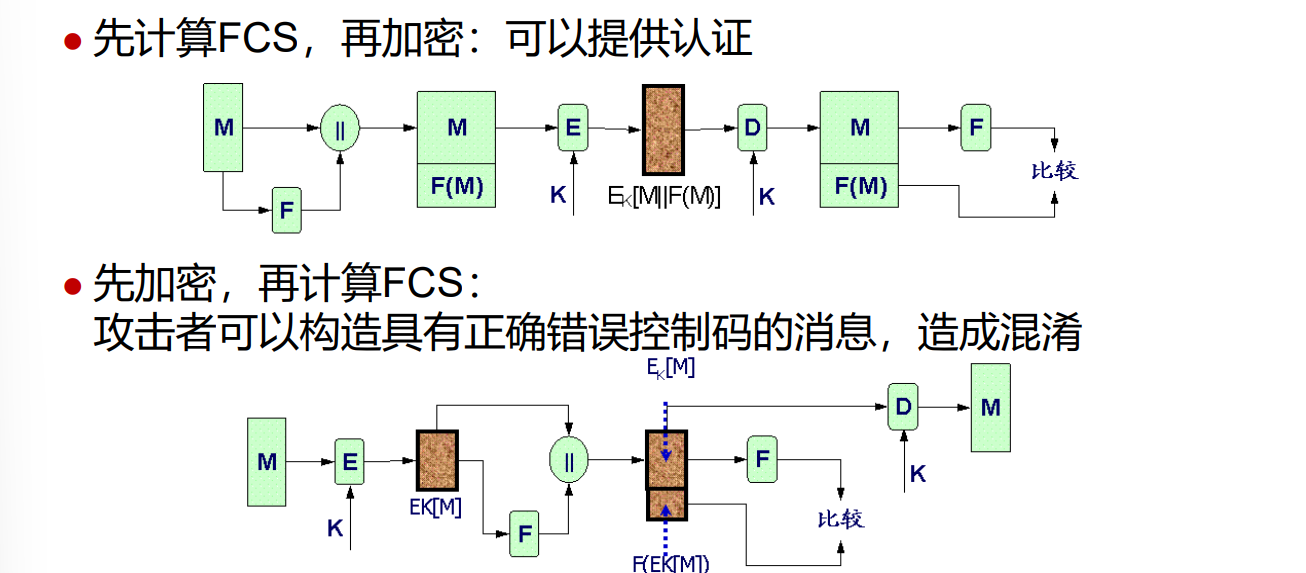 先计算FCS，再加密：可以提供认证
M
||
M
E
D
M
F
F(M)
F(M)
比较
F
K
EK[M||F(M)]
K
先加密，再计算FCS：
攻击者可以构造具有正确错误控制码的消息，造成混淆
EK[M]
D
M
M
E
||
F
K
EK[M]
K
F
比较
F(EK[M])